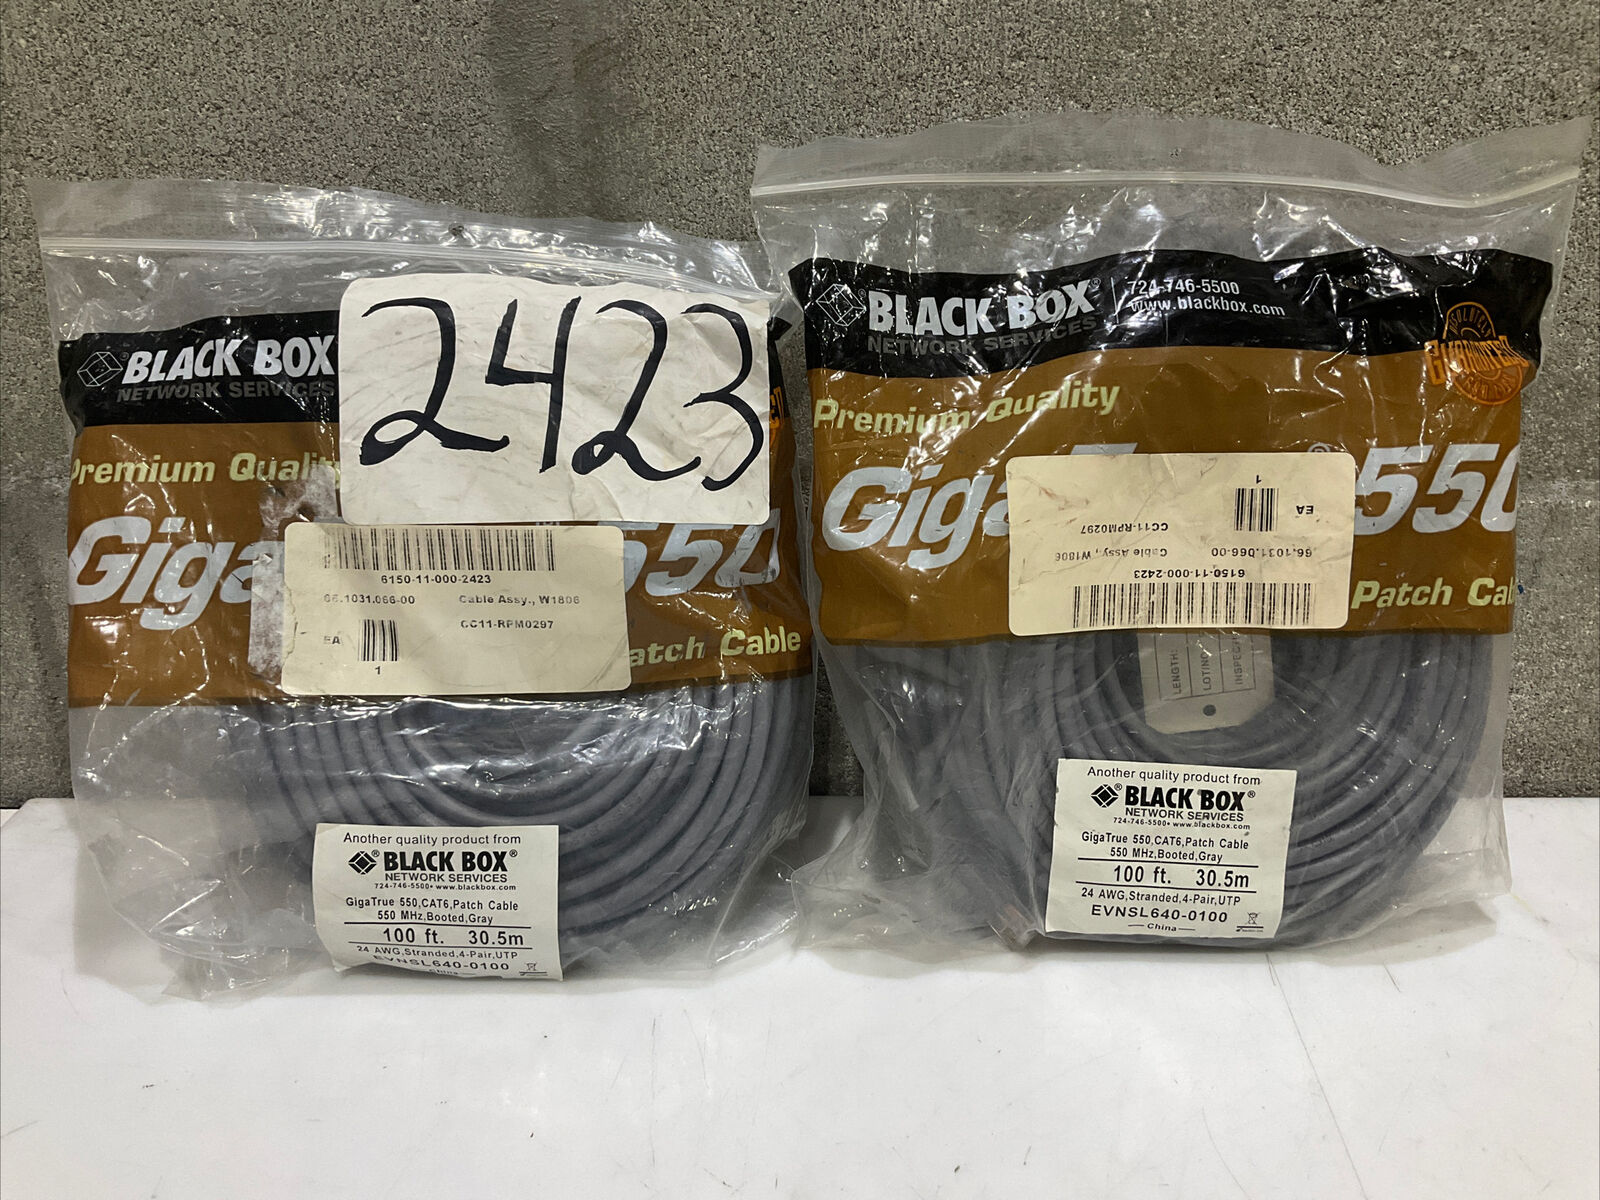 BLACK BOX®
NETWORK SERVICES
2423
Premium Quality
Giga 550
6150-11-000-2423
66.1031.066-00 Cable Assy., W1806
CC11-RPM0297
EA
1
Patch Cable
Another quality product from
BLACK BOX®
NETWORK SERVICES
724-746-5500• www.blackbox.com
GigaTrue 550,CAT6,Patch Cable
550 MHz,Booted,Gray
100 ft. 30.5m
24 AWG,Stranded,4-Pair,UTP
EVNSL640-0100
China
BLACK BOX®
NETWORK SERVICES
724-746-5500
www.blackbox.com
ABSOLUTELY
GUARANTEED
Premium Quality
Giga ® 550
6150-11-000-2423
66.1031.066-00 Cable Assy., W1806
CC11-RPM0297
EA
1
Patch
LENGTH:
Another quality product from
BLACK BOX®
NETWORK SERVICES
724-746-5500• www.blackbox.com
GigaTrue 550,CAT6,Patch Cable
550 MHz,Booted,Gray
100 ft. 30.5m
24 AWG,Stranded,4-Pair,UTP
EVNSL640-0100
China